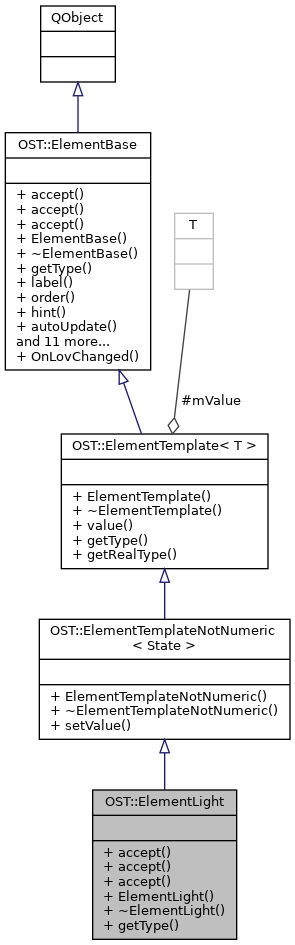 QObject
OST::ElementBase
+ accept()
+ accept()
+ accept()
+ ElementBase()
+ ~ElementBase()
+ getType()
+ label()
+ order()
+ hint()
+ autoUpdate()
and 11 more...
+ OnLovChanged()
T
#mValue
OST::ElementTemplate< T >
+ ElementTemplate()
+ ~ElementTemplate()
+ value()
+ getType()
+ getRealType()
OST::ElementTemplateNotNumeric
< State >
+ ElementTemplateNotNumeric()
+ ~ElementTemplateNotNumeric()
+ setValue()
OST::ElementLight
+ accept()
+ accept()
+ accept()
+ ElementLight()
+ ~ElementLight()
+ getType()